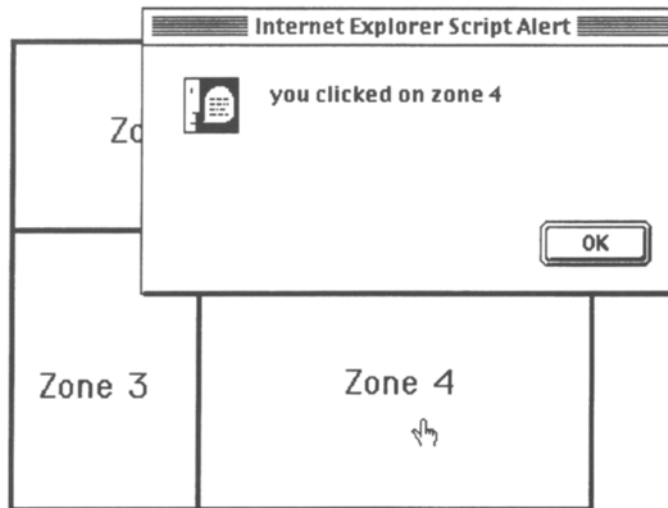 Internet Explorer Script Alert
you clicked on zone 4
OK
Zone 3
Zone 4